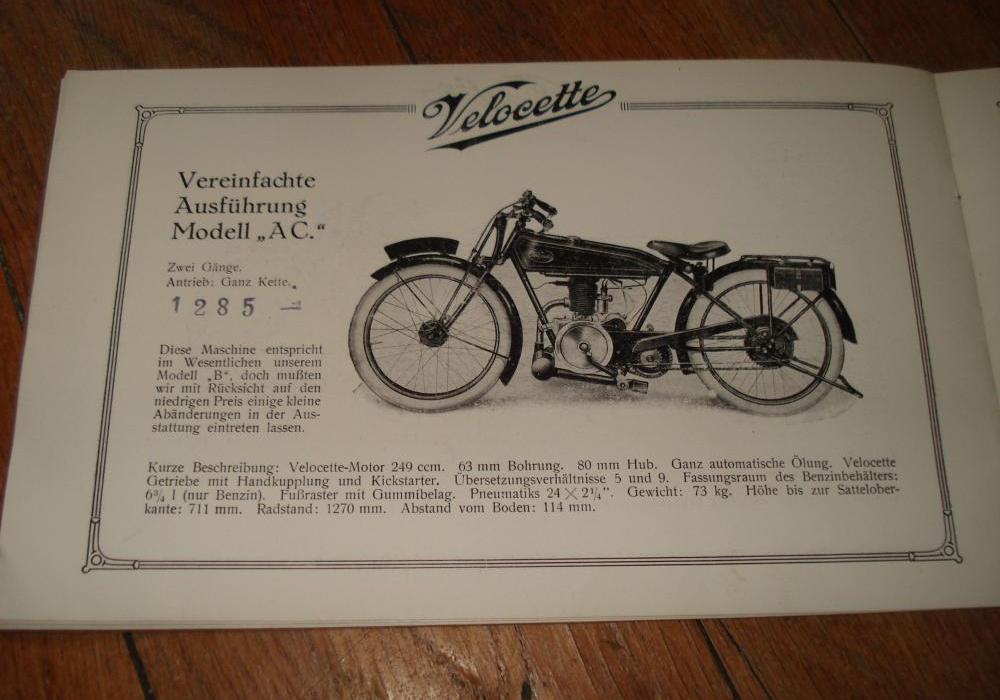 Velocette
Vereinfachte
Ausführung
Modell „AC.“
Zwei Gänge.
Antrieb: Ganz Kette.
1285 —
Diese Maschine entspricht
im Wesentlichen unserem
Modell „B“, doch mußten
wir mit Rücksicht auf den
niedrigen Preis einige kleine
Abänderungen in der Aus-
stattung eintreten lassen.
Kurze Beschreibung: Velocette-Motor 249 ccm. 63 mm Bohrung. 80 mm Hub. Ganz automatische Ölung. Velocette
Getriebe mit Handkupplung und Kickstarter. Übersetzungsverhältnisse 5 und 9. Fassungsraum des Benzinbehälters:
6¾ l (nur Benzin). Fußraster mit Gummibelag. Pneumatiks 24 × 2¼“. Gewicht: 73 kg. Höhe bis zur Sattelober-
kante: 711 mm. Radstand: 1270 mm. Abstand vom Boden: 114 mm.